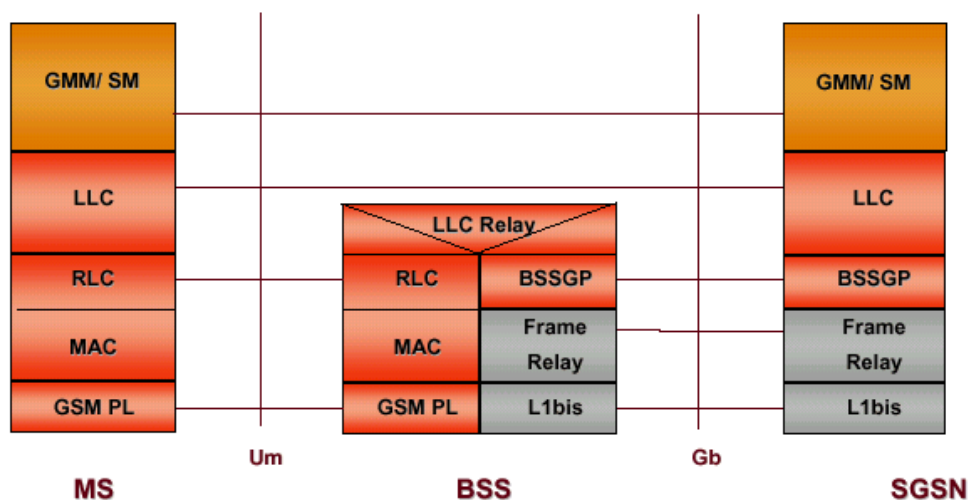 GMM/ SM
LLC
RLC
MAC
GSM PL
MS
Um
LLC Relay
RLC
BSSGP
MAC
Frame
Relay
GSM PL
L1bis
BSS
Gb
GMM/ SM
LLC
BSSGP
Frame
Relay
L1bis
SGSN